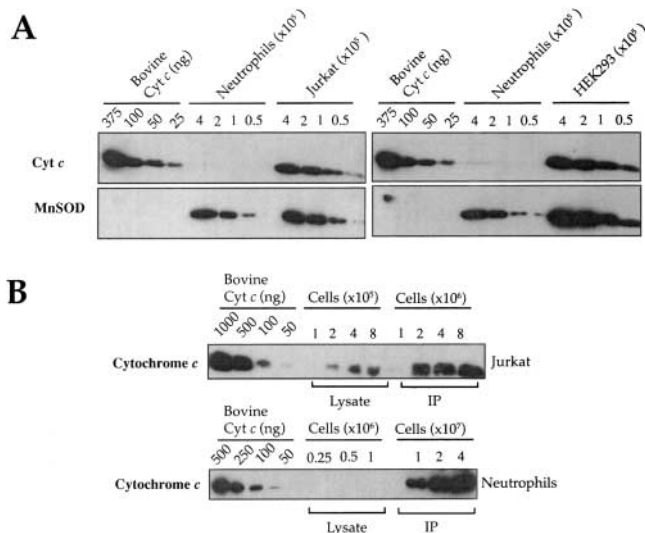 A
Bovine Cyt c (ng)
Neutrophils (x10⁵)
Jurkat (x10⁵)
Bovine Cyt c (ng)
Neutrophils (x10⁵)
HEK293 (x10⁵)
375 100 50 25 4 2 1 0.5 4 2 1 0.5 375 100 50 25 4 2 1 0.5 4 2 1 0.5
Cyt c
MnSOD
B
Bovine
Cyt c (ng) Cells (x10⁵) Cells (x10⁶)
1000 500 100 50 1 2 4 8 1 2 4 8
Cytochrome c Jurkat
Lysate IP
Bovine
Cyt c (ng) Cells (x10⁶) Cells (x10⁷)
500 250 100 50 0.25 0.5 1 1 2 4
Cytochrome c Neutrophils
Lysate IP